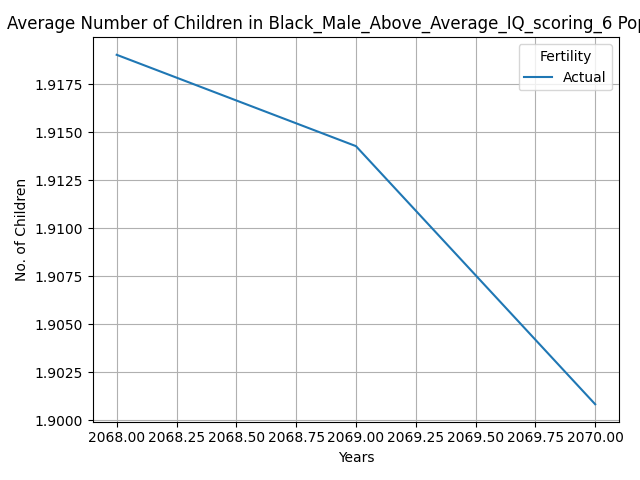 Average Number of Children in Black_Male_Above_Average_IQ_scoring_6
Fertility
Actual
No. of Children
1.9175
1.9150
1.9125
1.9100
1.9075
1.9050
1.9025
1.9000
2068.00 2068.25 2068.50 2068.75 2069.00 2069.25 2069.50 2069.75 2070.00
Years